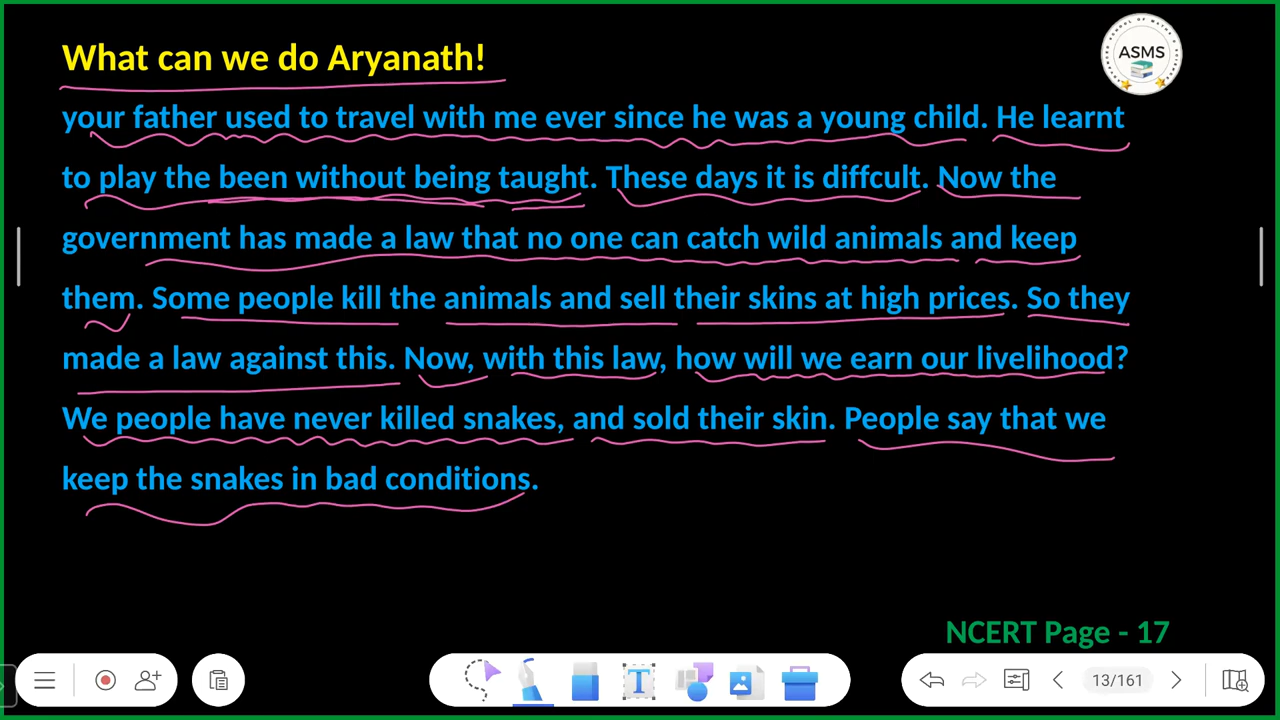 What can we do Aryanath!
ASMS
your father used to travel with me ever since he was a young child. He learnt
to play the been without being taught. These days it is diffcult. Now the
government has made a law that no one can catch wild animals and keep
them. Some people kill the animals and sell their skins at high prices. So they
made a law against this. Now, with this law, how will we earn our livelihood?
We people have never killed snakes, and sold their skin. People say that we
keep the snakes in bad conditions.
NCERT Page - 17
T
13/161